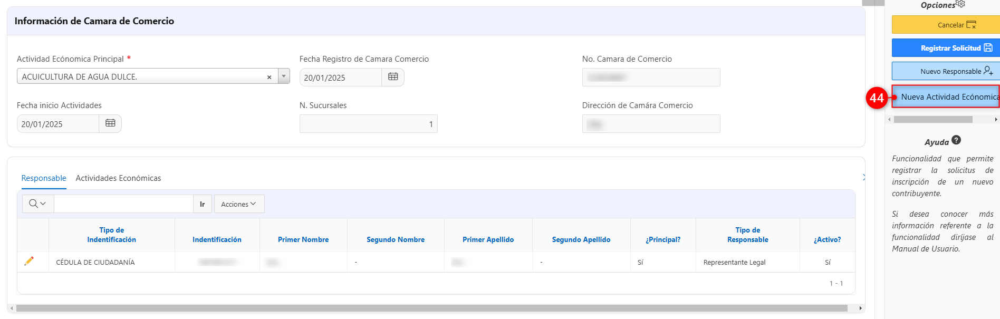 Información de Camara de Comercio
Actividad Ecónomica Principal *
ACUICULTURA DE AGUA DULCE.
Fecha Registro de Camara Comercio
20/01/2025
No. Camara de Comercio
Fecha inicio Actividades
20/01/2025
N. Sucursales
1
Dirección de Camára Comercio
Responsable Actividades Económicas
Ir Acciones
Tipo de Indentificación Indentificación Primer Nombre Segundo Nombre Primer Apellido Segundo Apellido ¿Principal? Tipo de Responsable ¿Activo?
CÉDULA DE CIUDADANÍA - - Sí Representante Legal Sí
1 - 1
Opciones
Cancelar
Registrar Solicitud
Nuevo Responsable
44
Nueva Actividad Ecónomica
Ayuda ?
Funcionalidad que permite
registrar la solicitus de
inscripción de un nuevo
contribuyente.
Si desea conocer más
información referente a la
funcionalidad diríjase al
Manual de Usuario.